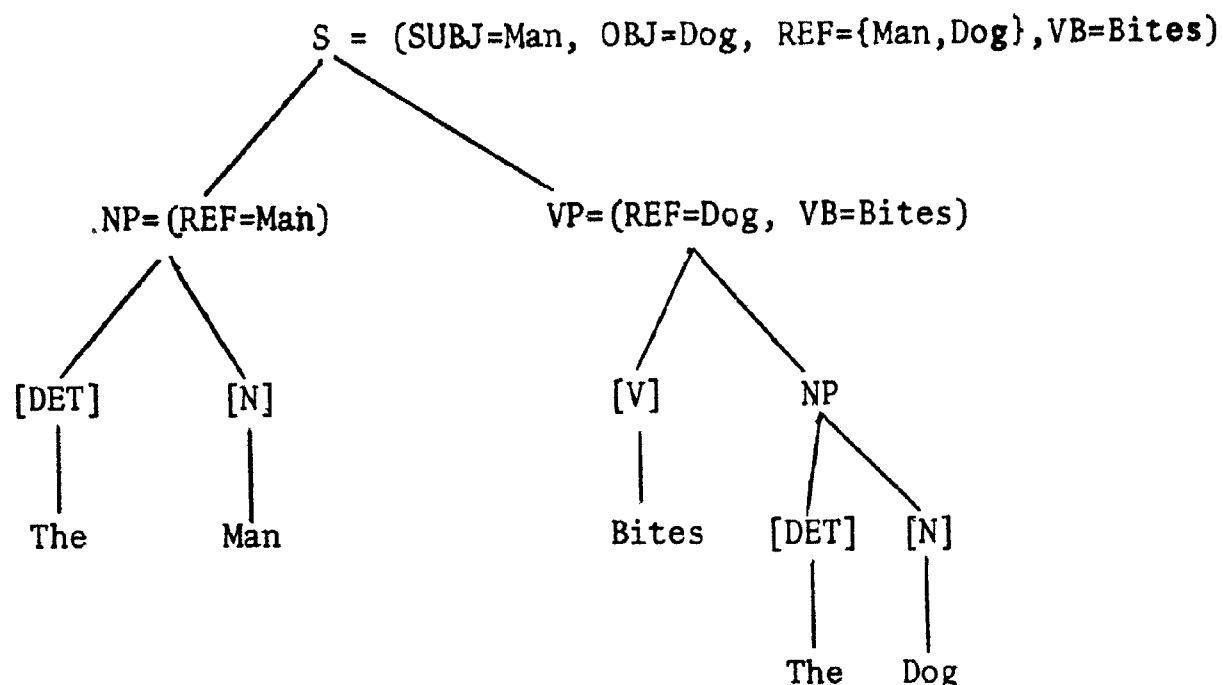 S = (SUBJ=Man, OBJ=Dog, REF={Man,Dog},VB=Bites)
.NP=(REF=Man) VP=(REF=Dog, VB=Bites)
[DET] [N] [V] NP
The Man Bites [DET] [N]
The Dog